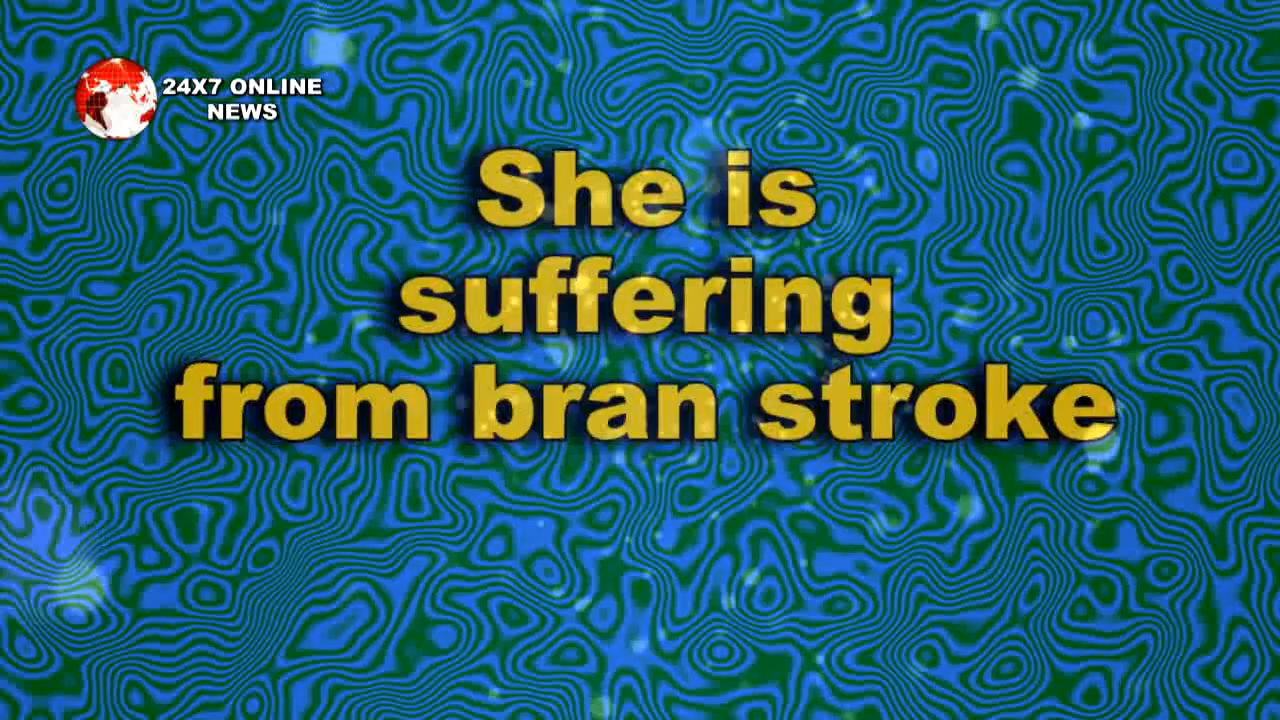 24X7 ONLINE
NEWS
She is
suffering
from bran stroke